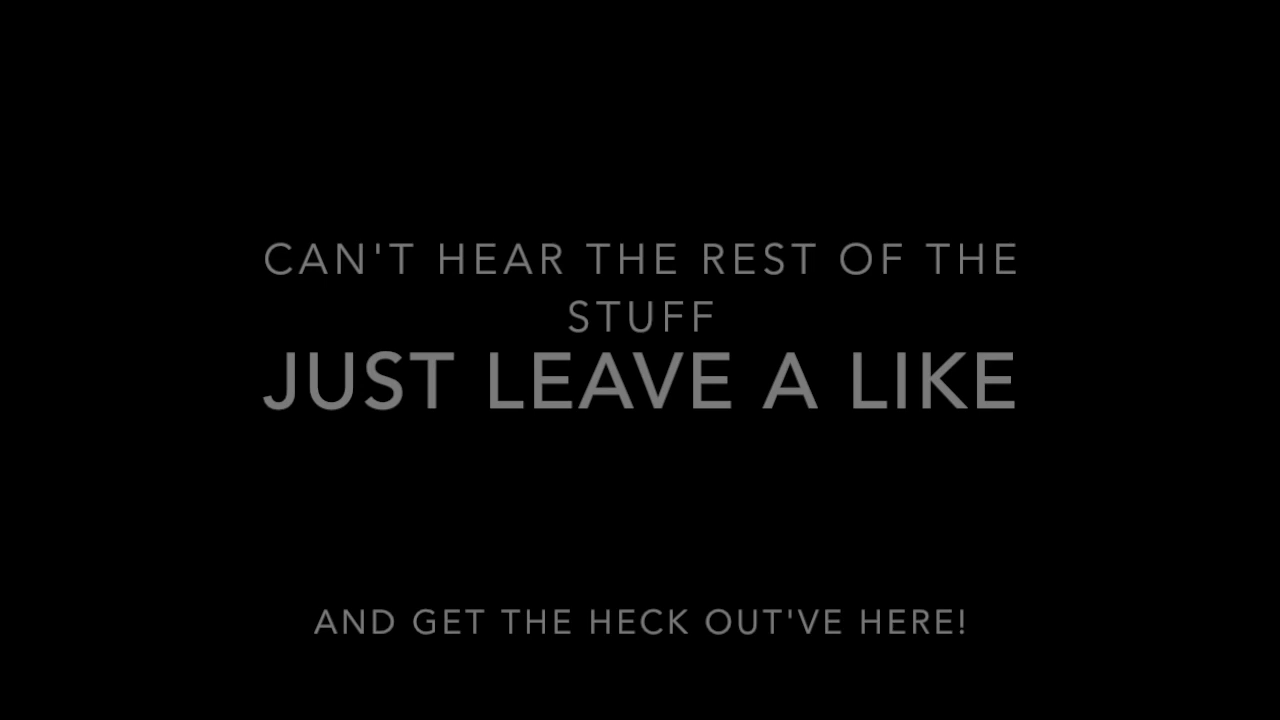 CAN'T HEAR THE REST OF THE
STUFF
JUST LEAVE A LIKE
AND GET THE HECK OUT'VE HERE!